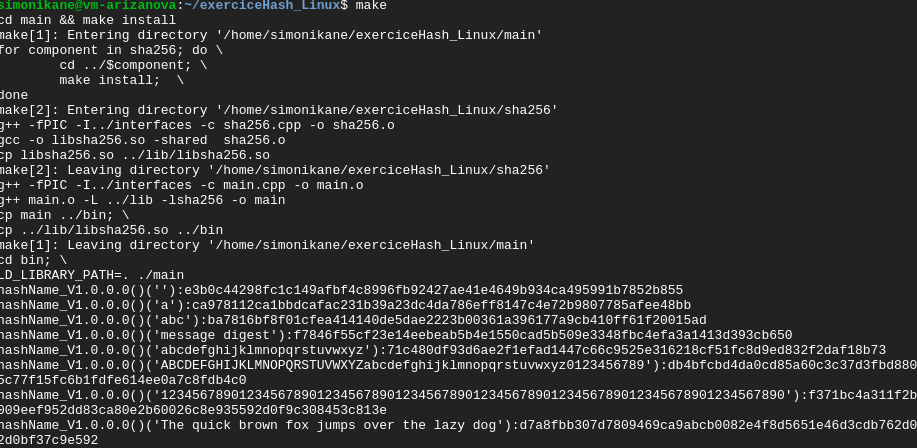 simonikane@vm-arizanova:~/exerciceHash_Linux$ make
cd main && make install
make[1]: Entering directory '/home/simonikane/exerciceHash_Linux/main'
for component in sha256; do \
        cd ../$component; \
        make install;  \
done
make[2]: Entering directory '/home/simonikane/exerciceHash_Linux/sha256'
g++ -fPIC -I../interfaces -c sha256.cpp -o sha256.o
gcc -o libsha256.so -shared  sha256.o
cp libsha256.so ../lib/libsha256.so
make[2]: Leaving directory '/home/simonikane/exerciceHash_Linux/sha256'
g++ -fPIC -I../interfaces -c main.cpp -o main.o
g++ main.o -L ../lib -lsha256 -o main
cp main ../bin; \
cp ../lib/libsha256.so ../bin
make[1]: Leaving directory '/home/simonikane/exerciceHash_Linux/main'
cd bin; \
LD_LIBRARY_PATH=. ./main
hashName_V1.0.0.0()(''):e3b0c44298fc1c149afbf4c8996fb92427ae41e4649b934ca495991b7852b855
hashName_V1.0.0.0()('a'):ca978112ca1bbdcafac231b39a23dc4da786eff8147c4e72b9807785afee48bb
hashName_V1.0.0.0()('abc'):ba7816bf8f01cfea414140de5dae2223b00361a396177a9cb410ff61f20015ad
hashName_V1.0.0.0()('message digest'):f7846f55cf23e14eebeab5b4e1550cad5b509e3348fbc4efa3a1413d393cb650
hashName_V1.0.0.0()('abcdefghijklmnopqrstuvwxyz'):71c480df93d6ae2f1efad1447c66c9525e316218cf51fc8d9ed832f2daf18b73
hashName_V1.0.0.0()('ABCDEFGHIJKLMNOPQRSTUVWXYZabcdefghijklmnopqrstuvwxyz0123456789'):db4bfcbd4da0cd85a60c3c37d3fbd880
5c77f15fc6b1fdfe614ee0a7c8fdb4c0
hashName_V1.0.0.0()('12345678901234567890123456789012345678901234567890123456789012345678901234567890'):f371bc4a311f2b
009eef952dd83ca80e2b60026c8e935592d0f9c308453c813e
hashName_V1.0.0.0()('The quick brown fox jumps over the lazy dog'):d7a8fbb307d7809469ca9abcb0082e4f8d5651e46d3cdb762d0
2d0bf37c9e592